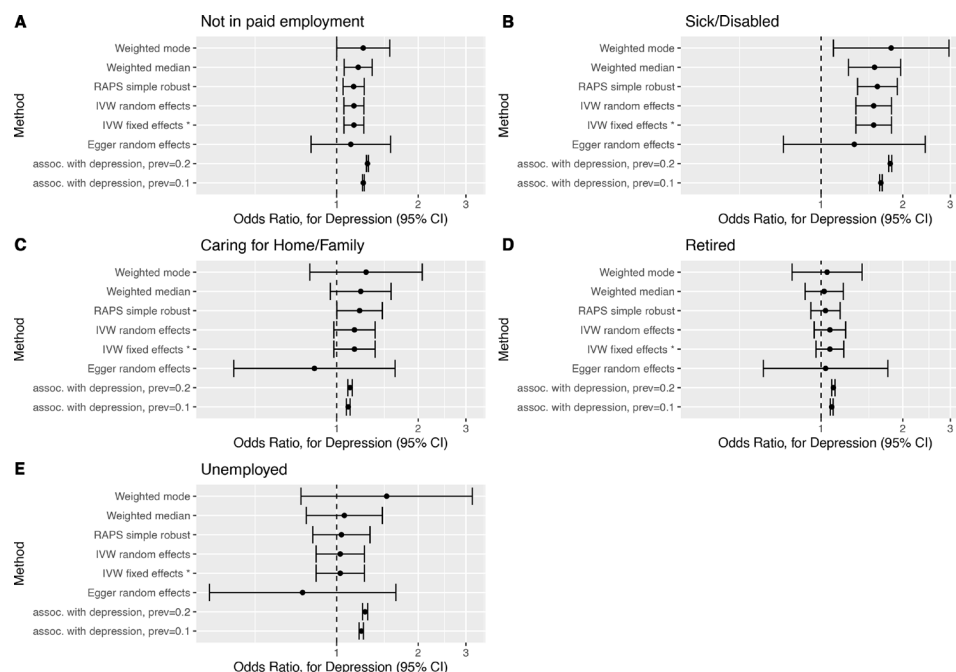 A Not in paid employment
Method
Weighted mode
Weighted median
RAPS simple robust
IVW random effects
IVW fixed effects *
Egger random effects
assoc. with depression, prev=0.2
assoc. with depression, prev=0.1
1 2 3
Odds Ratio, for Depression (95% CI)
B Sick/Disabled
Method
Weighted mode
Weighted median
RAPS simple robust
IVW random effects
IVW fixed effects *
Egger random effects
assoc. with depression, prev=0.2
assoc. with depression, prev=0.1
1 2 3
Odds Ratio, for Depression (95% CI)
C Caring for Home/Family
Method
Weighted mode
Weighted median
RAPS simple robust
IVW random effects
IVW fixed effects *
Egger random effects
assoc. with depression, prev=0.2
assoc. with depression, prev=0.1
1 2 3
Odds Ratio, for Depression (95% CI)
D Retired
Method
Weighted mode
Weighted median
RAPS simple robust
IVW random effects
IVW fixed effects *
Egger random effects
assoc. with depression, prev=0.2
assoc. with depression, prev=0.1
1 2 3
Odds Ratio, for Depression (95% CI)
E Unemployed
Method
Weighted mode
Weighted median
RAPS simple robust
IVW random effects
IVW fixed effects *
Egger random effects
assoc. with depression, prev=0.2
assoc. with depression, prev=0.1
1 2 3
Odds Ratio, for Depression (95% CI)